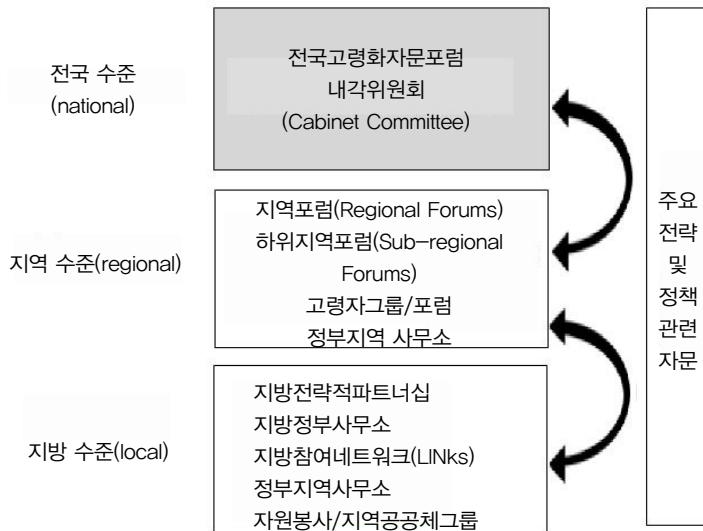 전국 수준
(national)
전국고령화자문포럼
내각위원회
(Cabinet Committee)
지역 수준(regional)
지역포럼(Regional Forums)
하위지역포럼(Sub-regional
Forums)
고령자그룹/포럼
정부지역 사무소
지방 수준(local)
지방전략적파트너십
지방정부사무소
지방참여네트워크(LINks)
정부지역사무소
자원봉사/지역공공체그룹
주요
전략
및
정책
관련
자문